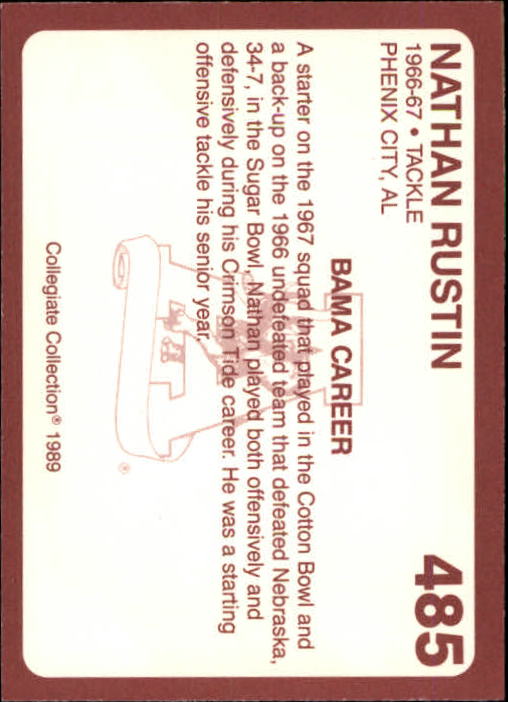 NATHAN RUSTIN
485
1966-67 • TACKLE
PHENIX CITY, AL
BAMA CAREER
A starter on the 1967 squad that played in the Cotton Bowl and
a back-up on the 1966 undefeated team that defeated Nebraska,
34-7, in the Sugar Bowl, Nathan played both offensively and
defensively during his Crimson Tide career. He was a starting
offensive tackle his senior year.
®
Collegiate Collection® 1989